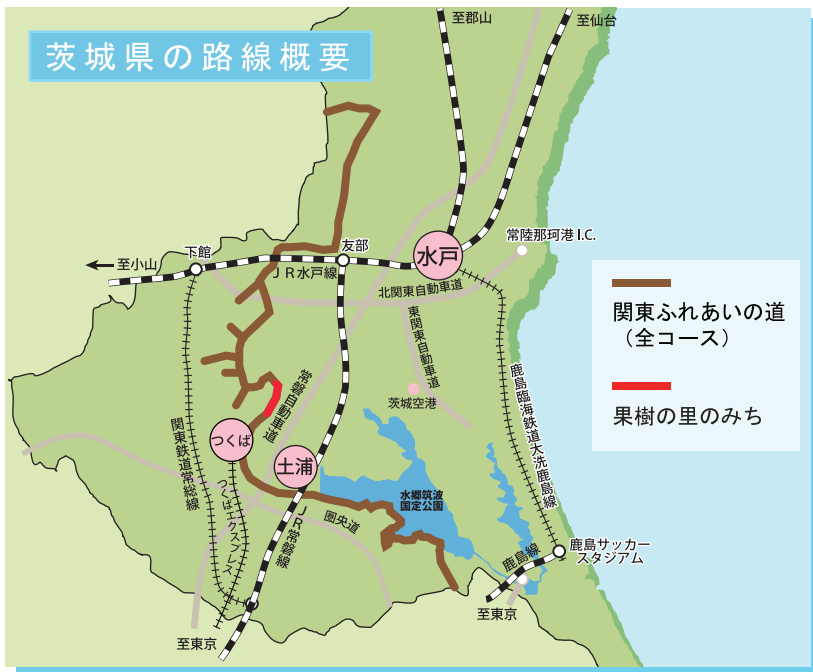 茨城県の路線概要
至郡山
至仙台
水戸
常陸那珂港 I.C.
友部
下館
至小山
JR水戸線
北関東自動車道
東関東自動車道
茨城空港
常磐自動車道
鹿島臨海鉄道大洗鹿島線
関東鉄道常総線
つくば
土浦
つくばエクスプレス
JR常磐線
圏央道
水郷筑波
国定公園
鹿島線
鹿島サッカー
スタジアム
至東京
至東京
関東ふれあいの道
（全コース）
果樹の里のみち